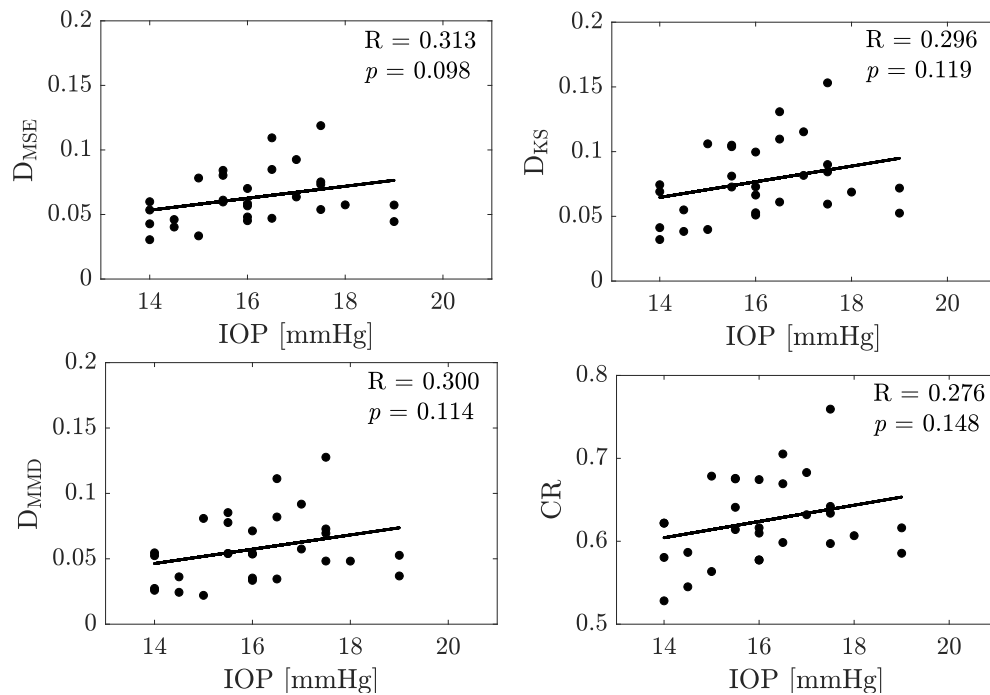 0.2
0.15
0.1
0.05
0
D_MSE
R = 0.313
p = 0.098
14 16 18 20
IOP [mmHg]
0.2
0.15
0.1
0.05
0
D_KS
R = 0.296
p = 0.119
14 16 18 20
IOP [mmHg]
0.2
0.15
0.1
0.05
0
D_MMD
R = 0.300
p = 0.114
14 16 18 20
IOP [mmHg]
0.8
0.7
0.6
0.5
CR
R = 0.276
p = 0.148
14 16 18 20
IOP [mmHg]